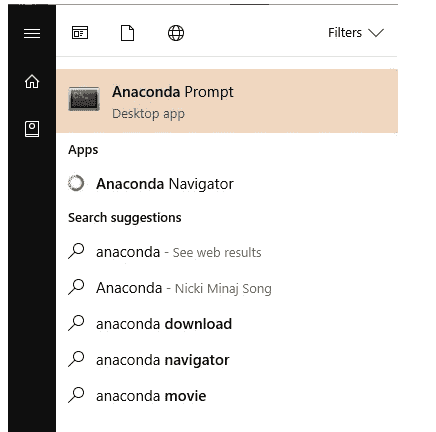 Filters
Anaconda Prompt
Desktop app
Apps
Anaconda Navigator
Search suggestions
anaconda - See web results
Anaconda - Nicki Minaj Song
anaconda download
anaconda navigator
anaconda movie